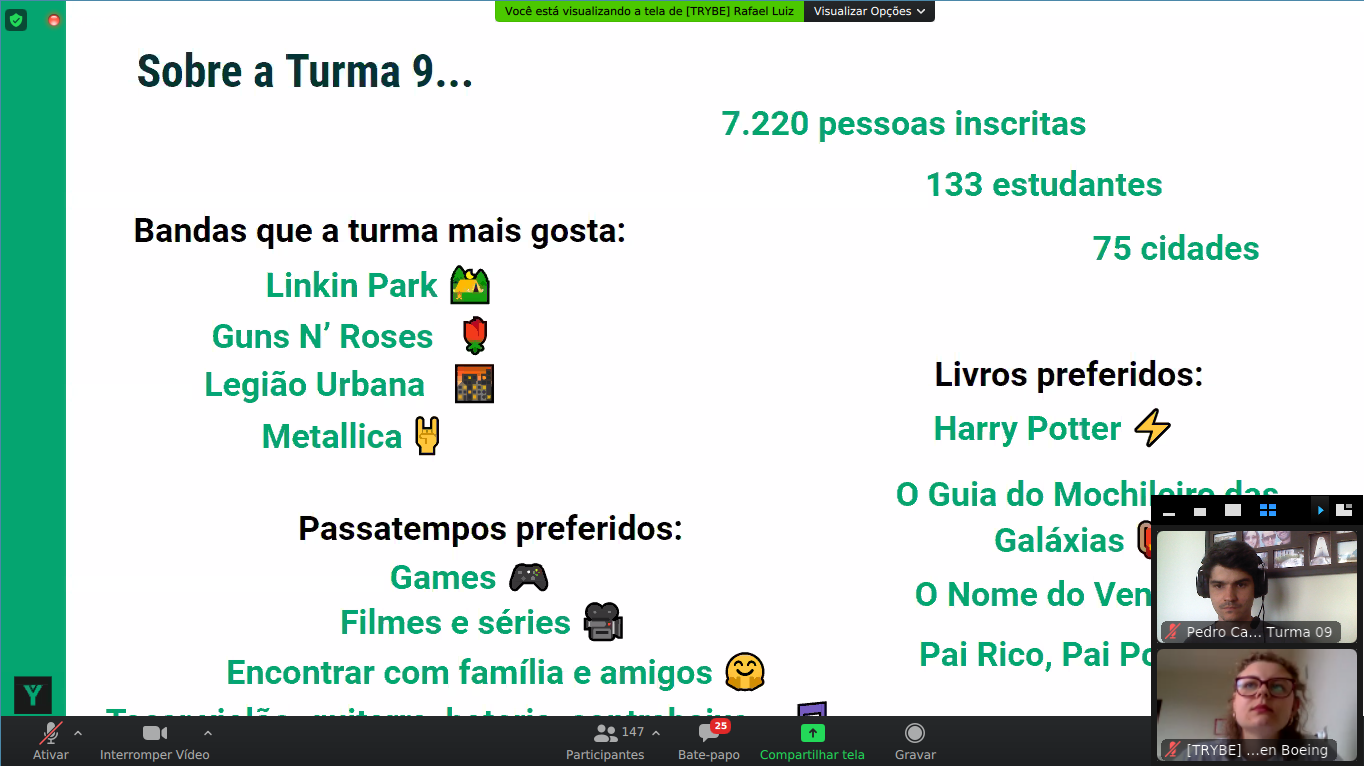 Você está visualizando a tela de [TRYBE] Rafael Luiz
Visualizar Opções
Sobre a Turma 9...
7.220 pessoas inscritas
133 estudantes
75 cidades
Bandas que a turma mais gosta:
Linkin Park
Guns N’ Roses
Legião Urbana
Metallica
Livros preferidos:
Harry Potter
O Guia do Mochileiro das
Galáxias
O Nome do Ven
Pai Rico, Pai Po
Passatempos preferidos:
Games
Filmes e séries
Encontrar com família e amigos
Pedro Ca... Turma 09
[TRYBE] ...en Boeing
Ativar
Interromper Vídeo
147
Participantes
25
Bate-papo
Compartilhar tela
Gravar